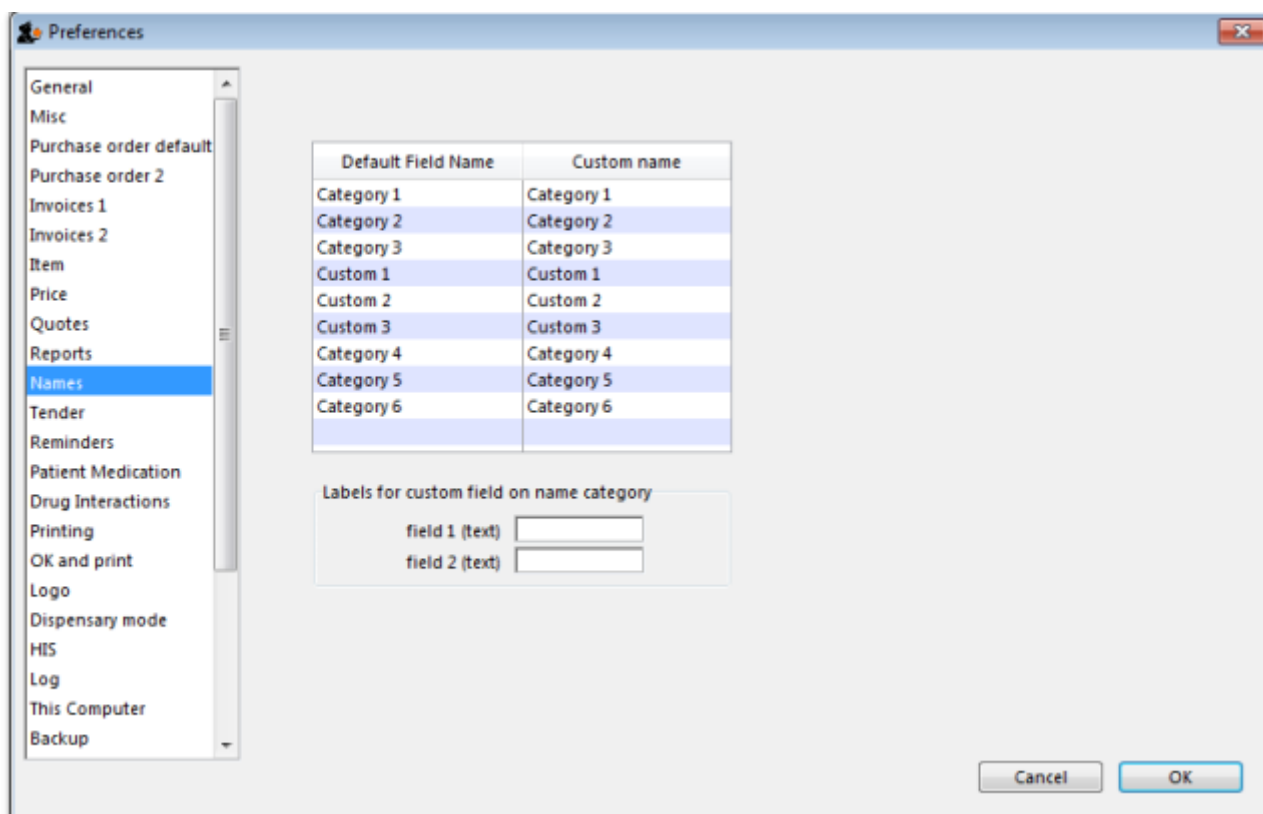 Preferences
General
Misc
Purchase order default
Purchase order 2
Invoices 1
Invoices 2
Item
Price
Quotes
Reports
Names
Tender
Reminders
Patient Medication
Drug Interactions
Printing
OK and print
Logo
Dispensary mode
HIS
Log
This Computer
Backup
Default Field Name Custom name
Category 1 Category 1
Category 2 Category 2
Category 3 Category 3
Custom 1 Custom 1
Custom 2 Custom 2
Custom 3 Custom 3
Category 4 Category 4
Category 5 Category 5
Category 6 Category 6
Labels for custom field on name category
field 1 (text)
field 2 (text)
Cancel OK